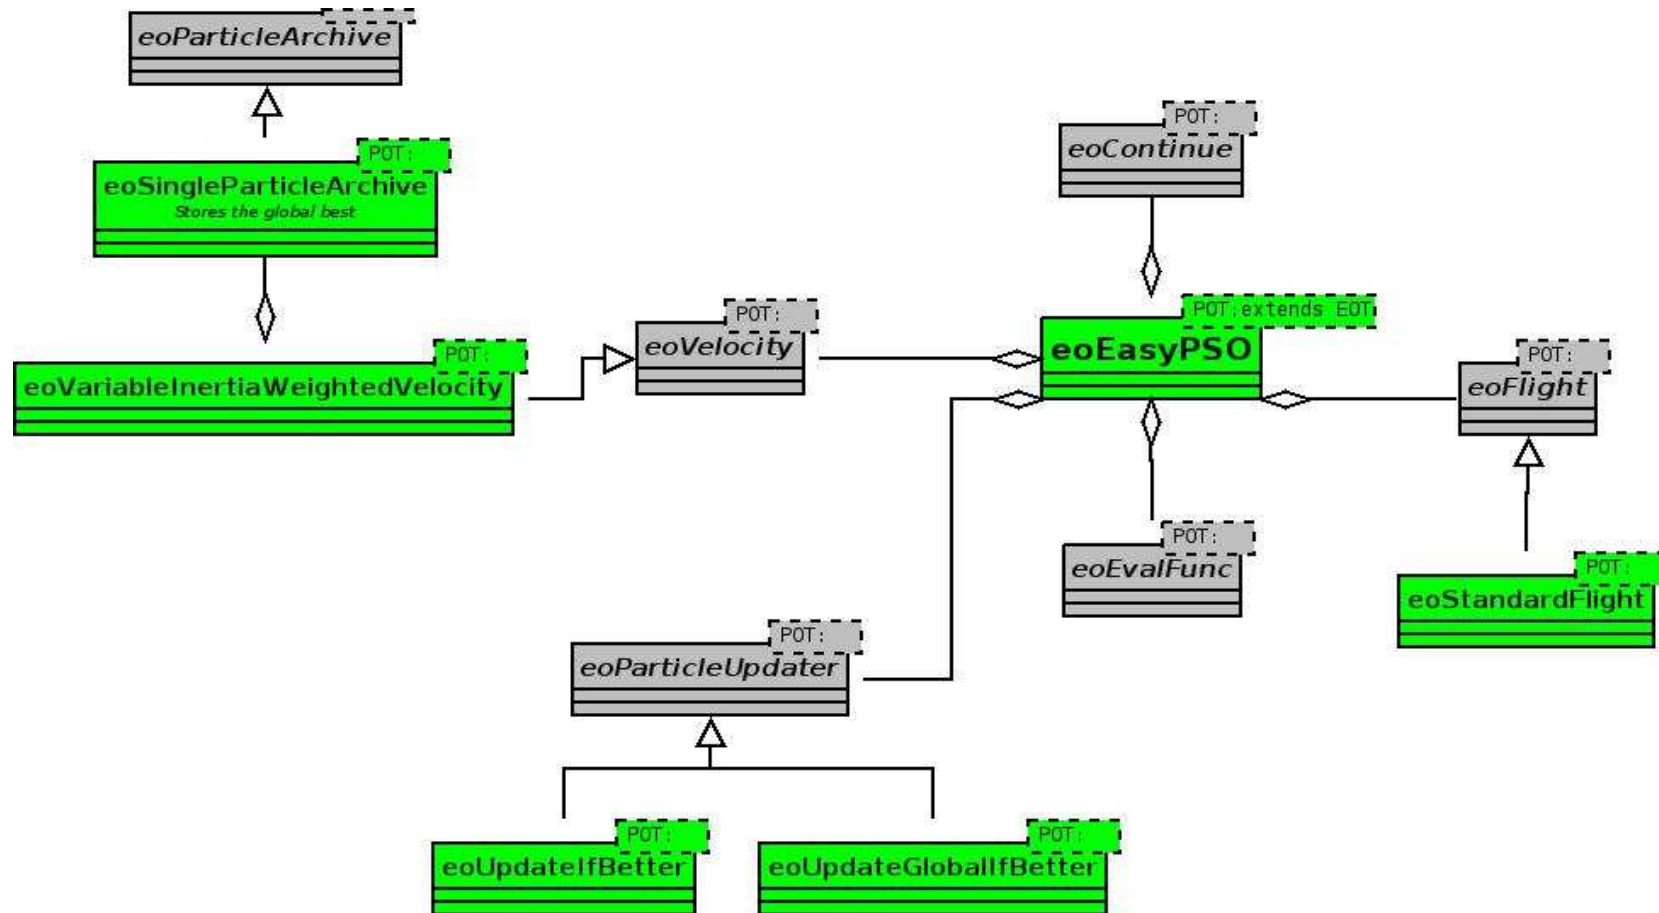 eoParticleArchive
POT:
eoSingleParticleArchive
Stores the global best
POT:
eoContinue
POT:
eoVariableInertiaWeightedVelocity
POT:
eoVelocity
POT:extends EOT
eoEasyPSO
POT:
eoFlight
POT:
eoEvalFunc
POT:
eoStandardFlight
POT:
eoParticleUpdater
POT:
eoUpdateIfBetter
POT:
eoUpdateGlobalIfBetter